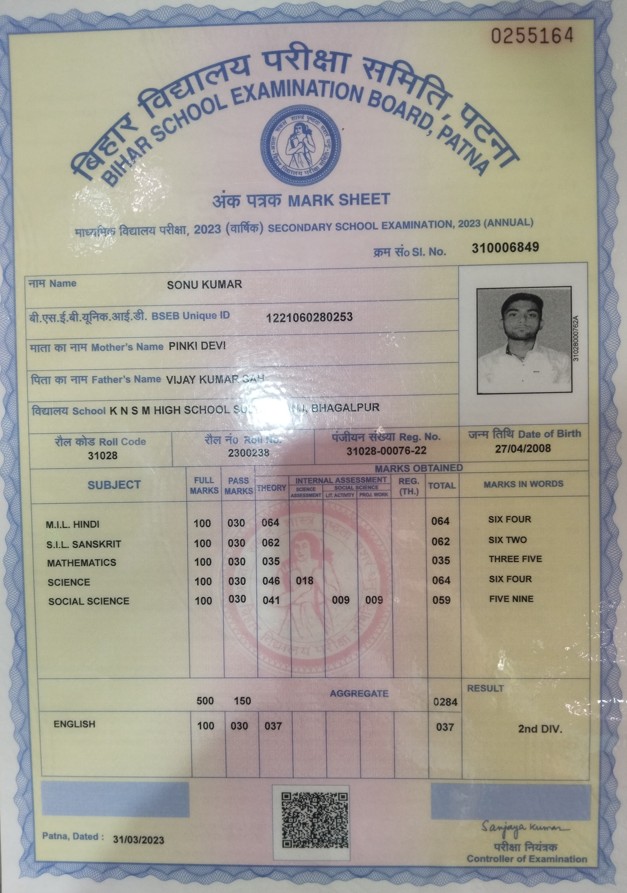 0255164
बिहार विद्यालय परीक्षा समिति, पटना
BIHAR SCHOOL EXAMINATION BOARD, PATNA
अंक पत्रक MARK SHEET
माध्यमिक विद्यालय परीक्षा, 2023 (वार्षिक) SECONDARY SCHOOL EXAMINATION, 2023 (ANNUAL)
क्रम सं० Sl. No. 310006849
नाम Name SONU KUMAR
बी.एस.ई.बी.यूनिक.आई.डी. BSEB Unique ID 1221060280253
माता का नाम Mother's Name PINKI DEVI
पिता का नाम Father's Name VIJAY KUMAR SAH
विद्यालय School K N S M HIGH SCHOOL BHAGALPUR
31028000762A
रौल कोड Roll Code रौल नं० Roll No. पंजीयन संख्या Reg. No. जन्म तिथि Date of Birth
31028 2300238 31028-00076-22 27/04/2008
MARKS OBTAINED
SUBJECT FULL MARKS PASS MARKS THEORY INTERNAL ASSESSMENT REG. (TH.) TOTAL MARKS IN WORDS
SCIENCE ASSESSMENT SOCIAL SCIENCE
LIT. ACTIVITY PROJ. WORK
M.I.L. HINDI 100 030 064 064 SIX FOUR
S.I.L. SANSKRIT 100 030 062 062 SIX TWO
MATHEMATICS 100 030 035 035 THREE FIVE
SCIENCE 100 030 046 018 064 SIX FOUR
SOCIAL SCIENCE 100 030 041 009 009 059 FIVE NINE
500 150 AGGREGATE 0284 RESULT
ENGLISH 100 030 037 037 2nd DIV.
Patna, Dated : 31/03/2023
Sanjaya Kumar
परीक्षा नियंत्रक
Controller of Examination